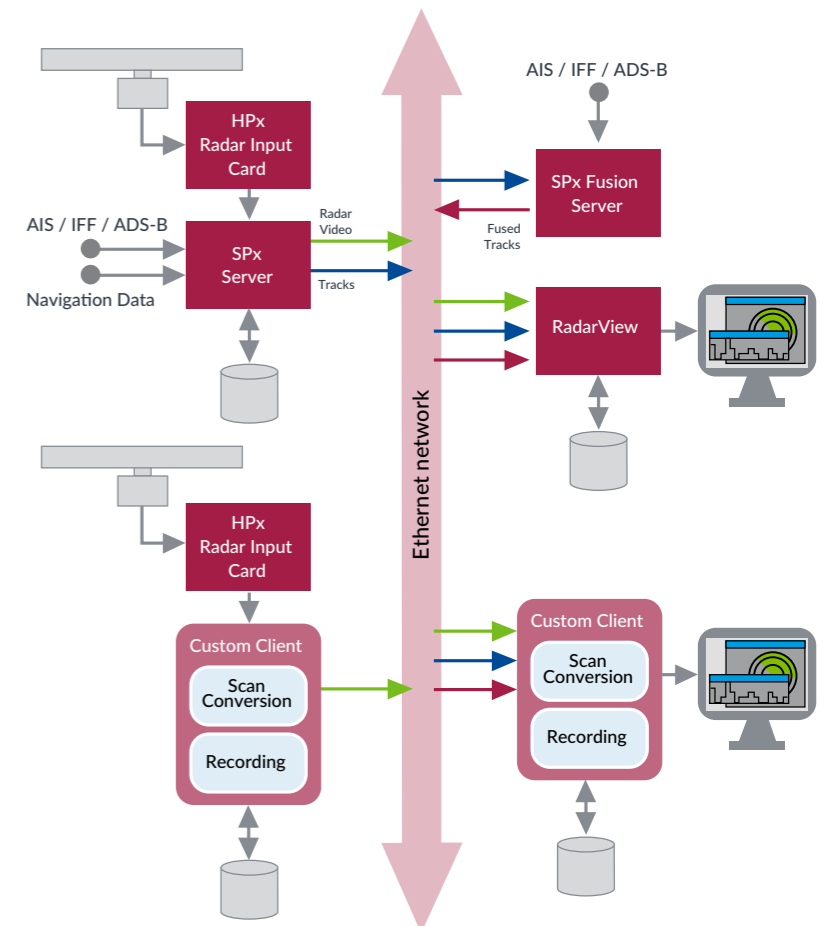 HPx
Radar Input
Card
AIS / IFF / ADS-B
Navigation Data
SPx
Server
Radar
Video
Tracks
HPx
Radar Input
Card
Custom Client
Scan
Conversion
Recording
Ethernet network
AIS / IFF / ADS-B
SPx Fusion
Server
Fused
Tracks
RadarView
Custom Client
Scan
Conversion
Recording